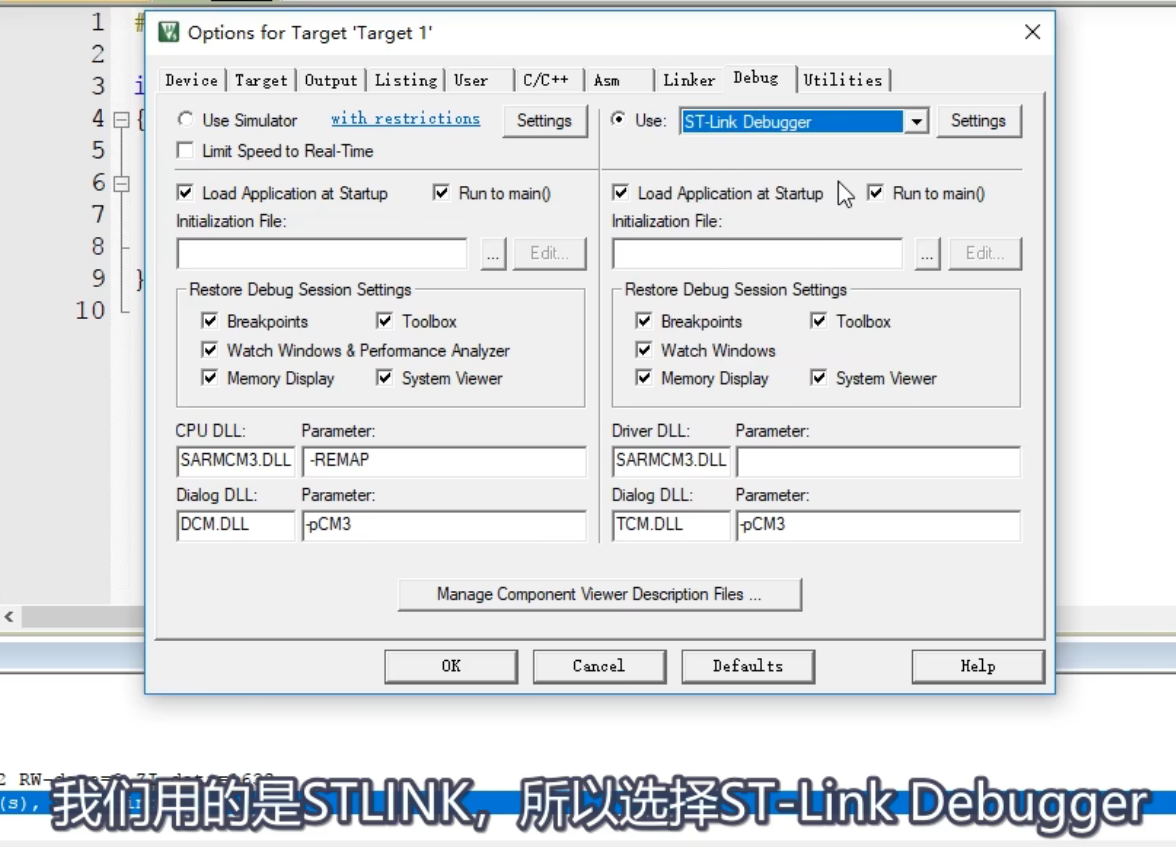 1 #
2
3 i
4 {
5
6
7
8
9 }
10
Options for Target 'Target 1'
Device Target Output Listing User C/C++ Asm Linker Debug Utilities
Use Simulator with restrictions Settings Use: ST-Link Debugger Settings
Limit Speed to Real-Time
Load Application at Startup Run to main() Load Application at Startup Run to main()
Initialization File: Initialization File:
... Edit... ... Edit...
Restore Debug Session Settings Restore Debug Session Settings
Breakpoints Toolbox Breakpoints Toolbox
Watch Windows & Performance Analyzer Watch Windows
Memory Display System Viewer Memory Display System Viewer
CPU DLL: Parameter: Driver DLL: Parameter:
SARMCM3.DLL -REMAP SARMCM3.DLL
Dialog DLL: Parameter: Dialog DLL: Parameter:
DCM.DLL -pCM3 TCM.DLL -pCM3
Manage Component Viewer Description Files ...
OK Cancel Defaults Help
(s),
我们用的是STLINK，所以选择ST-Link Debugger